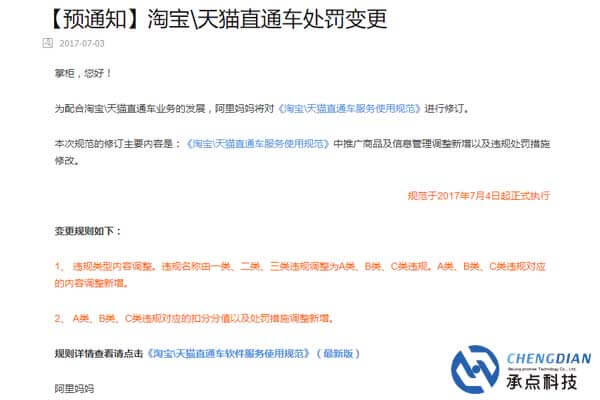 【预通知】淘宝\天猫直通车处罚变更
2017-07-03
掌柜，您好！
为配合淘宝\天猫直通车业务的发展，阿里妈妈将对《淘宝\天猫直通车服务使用规范》进行修订。
本次规范的修订主要内容是：《淘宝\天猫直通车服务使用规范》中推广商品及信息管理调整新增以及违规处罚措施
修改。
规范于2017年7月4日起正式执行
变更规则如下：
1、 违规类型内容调整。违规名称由一类、二类、三类违规调整为A类、B类、C类违规。A类、B类、C类违规对应
的内容调整新增。
2、 A类、B类、C类违规对应的扣分分值以及处罚措施调整新增。
规则详情查看请点击《淘宝\天猫直通车软件服务使用规范》（最新版）
阿里妈妈
CHENGDIAN
承点科技